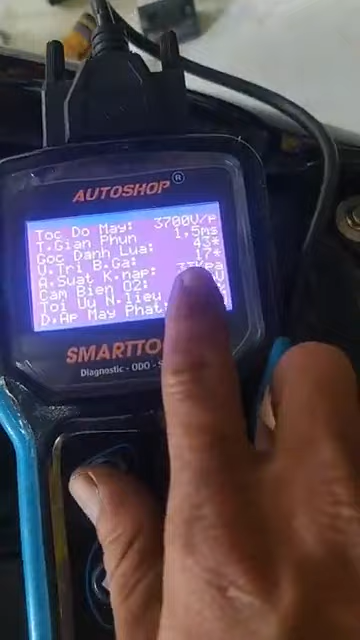 AUTOSHOP®
Toc Do May: 3700V/P
T.Gian Phun 1.5ms
Goc Danh Lua: 43*
V.Tri B.Ga: 17*
A.Suat K.nap: 33Kpa
Cam Bien O2:
Toi Uu N.lieu
D.Ap May Phat:
SMARTTO
Diagnostic - ODO - S